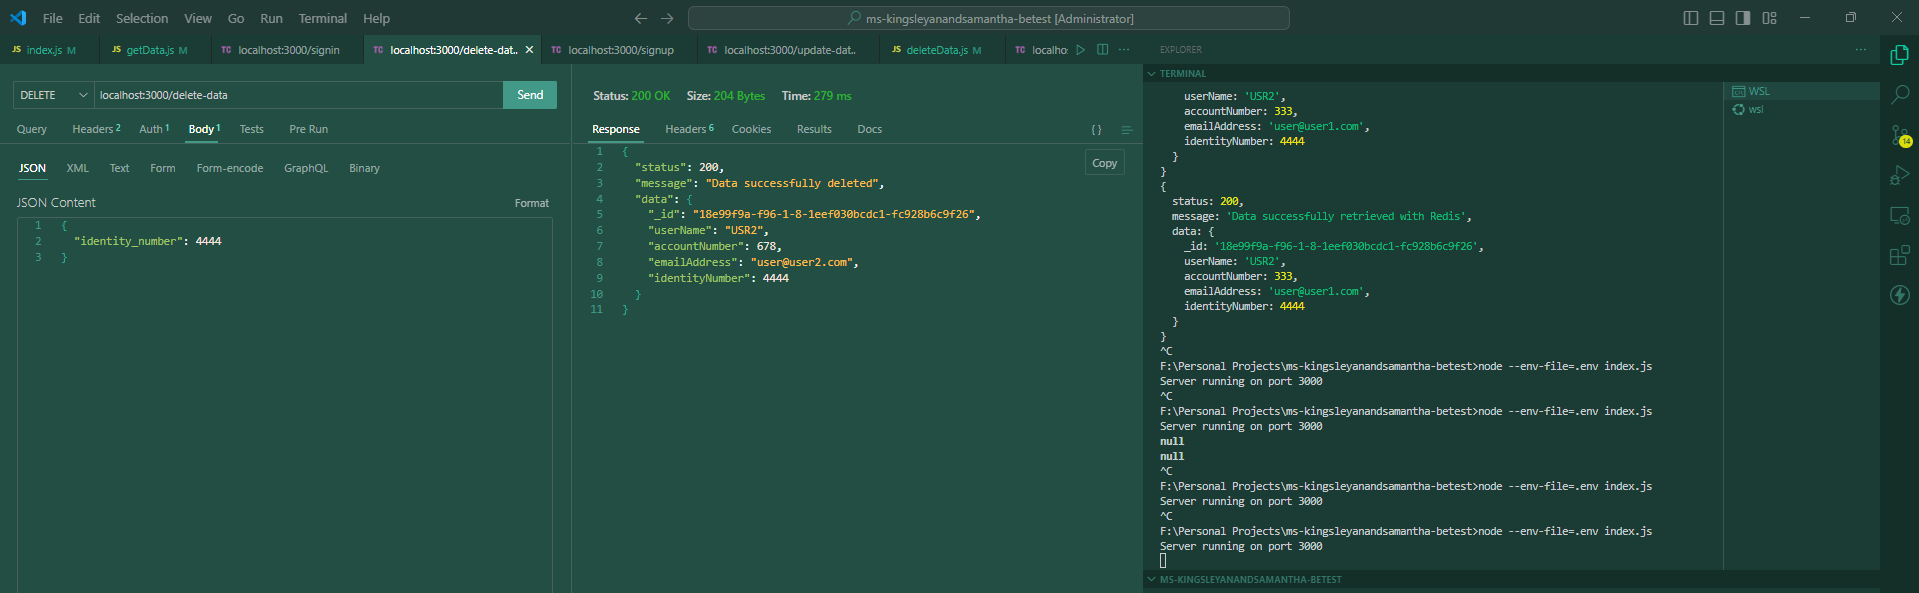 File Edit Selection View Go Run Terminal Help
ms-kingsleyanandsamantha-betest [Administrator]
JS index.js M
JS getData.js M
TC localhost:3000/signin
TC localhost:3000/delete-dat..
TC localhost:3000/signup
TC localhost:3000/update-dat..
JS deleteData.js M
TC localho:
DELETE
localhost:3000/delete-data
Send
Query Headers 2 Auth 1 Body 1 Tests Pre Run
JSON XML Text Form Form-encode GraphQL Binary
JSON Content
Format
1 {
2 "identity_number": 4444
3 }
Status: 200 OK Size: 204 Bytes Time: 279 ms
Response Headers 6 Cookies Results Docs
{ }
Copy
1 {
2 "status": 200,
3 "message": "Data successfully deleted",
4 "data": {
5 "_id": "18e99f9a-f96-1-8-1eef030bcdc1-fc928b6c9f26",
6 "userName": "USR2",
7 "accountNumber": 678,
8 "emailAddress": "user@user2.com",
9 "identityNumber": 4444
10 }
11 }
EXPLORER
TERMINAL
userName: 'USR2',
accountNumber: 333,
emailAddress: 'user@user1.com',
identityNumber: 4444
}
}
{
status: 200,
message: 'Data successfully retrieved with Redis',
data: {
_id: '18e99f9a-f96-1-8-1eef030bcdc1-fc928b6c9f26',
userName: 'USR2',
accountNumber: 333,
emailAddress: 'user@user1.com',
identityNumber: 4444
}
}
^C
F:\Personal Projects\ms-kingsleyanandsamantha-betest>node --env-file=.env index.js
Server running on port 3000
^C
F:\Personal Projects\ms-kingsleyanandsamantha-betest>node --env-file=.env index.js
Server running on port 3000
null
null
^C
F:\Personal Projects\ms-kingsleyanandsamantha-betest>node --env-file=.env index.js
Server running on port 3000
^C
F:\Personal Projects\ms-kingsleyanandsamantha-betest>node --env-file=.env index.js
Server running on port 3000
WSL
wsl
14
MS-KINGSLEYANANDSAMANTHA-BETEST